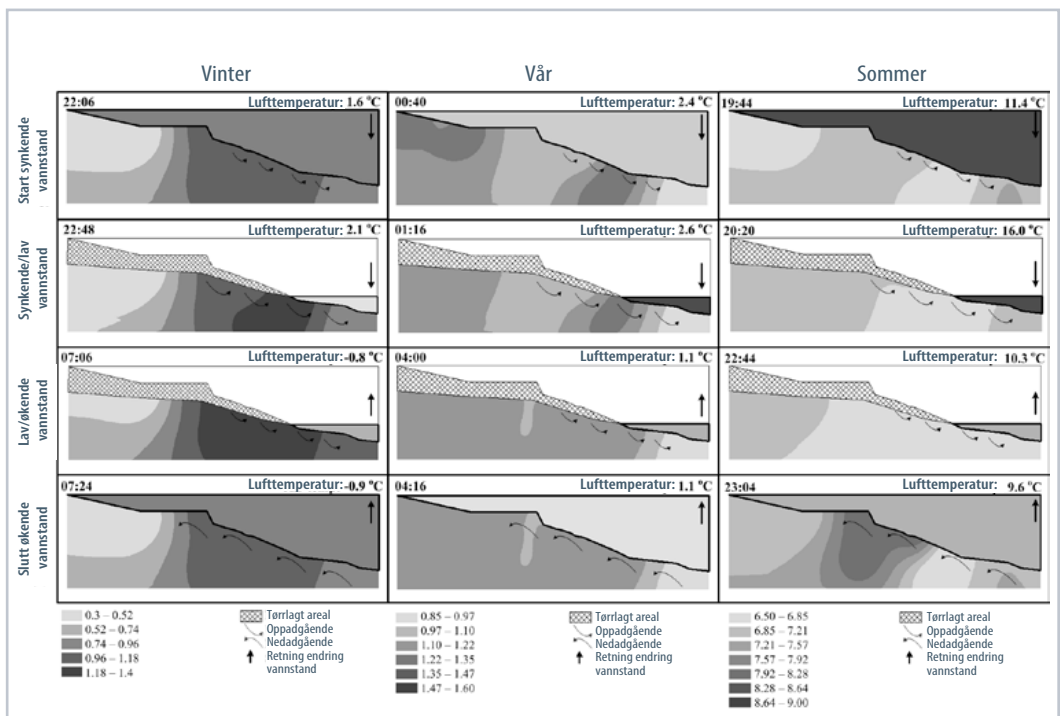 Vinter
Vår
Sommer
Start synkende
vannstand
22:06
Lufttemperatur: 1.6 °C
00:40
Lufttemperatur: 2.4 °C
19:44
Lufttemperatur: 11.4 °C
Synkende/lav
vannstand
22:48
Lufttemperatur: 2.1 °C
01:16
Lufttemperatur: 2.6 °C
20:20
Lufttemperatur: 16.0 °C
Lav/økende
vannstand
07:06
Lufttemperatur: -0.8 °C
04:00
Lufttemperatur: 1.1 °C
22:44
Lufttemperatur: 10.3 °C
Slutt økende
vannstand
07:24
Lufttemperatur: -0.9 °C
04:16
Lufttemperatur: 1.1 °C
23:04
Lufttemperatur: 9.6 °C
0.3 – 0.52
0.52 – 0.74
0.74 – 0.96
0.96 – 1.18
1.18 – 1.4
Tørrlagt areal
Oppadgående
Nedadgående
Retning endring
vannstand
0.85 – 0.97
0.97 – 1.10
1.10 – 1.22
1.22 – 1.35
1.35 – 1.47
1.47 – 1.60
Tørrlagt areal
Oppadgående
Nedadgående
Retning endring
vannstand
6.50 – 6.85
6.85 – 7.21
7.21 – 7.57
7.57 – 7.92
7.92 – 8.28
8.28 – 8.64
8.64 – 9.00
Tørrlagt areal
Oppadgående
Nedadgående
Retning endring
vannstand